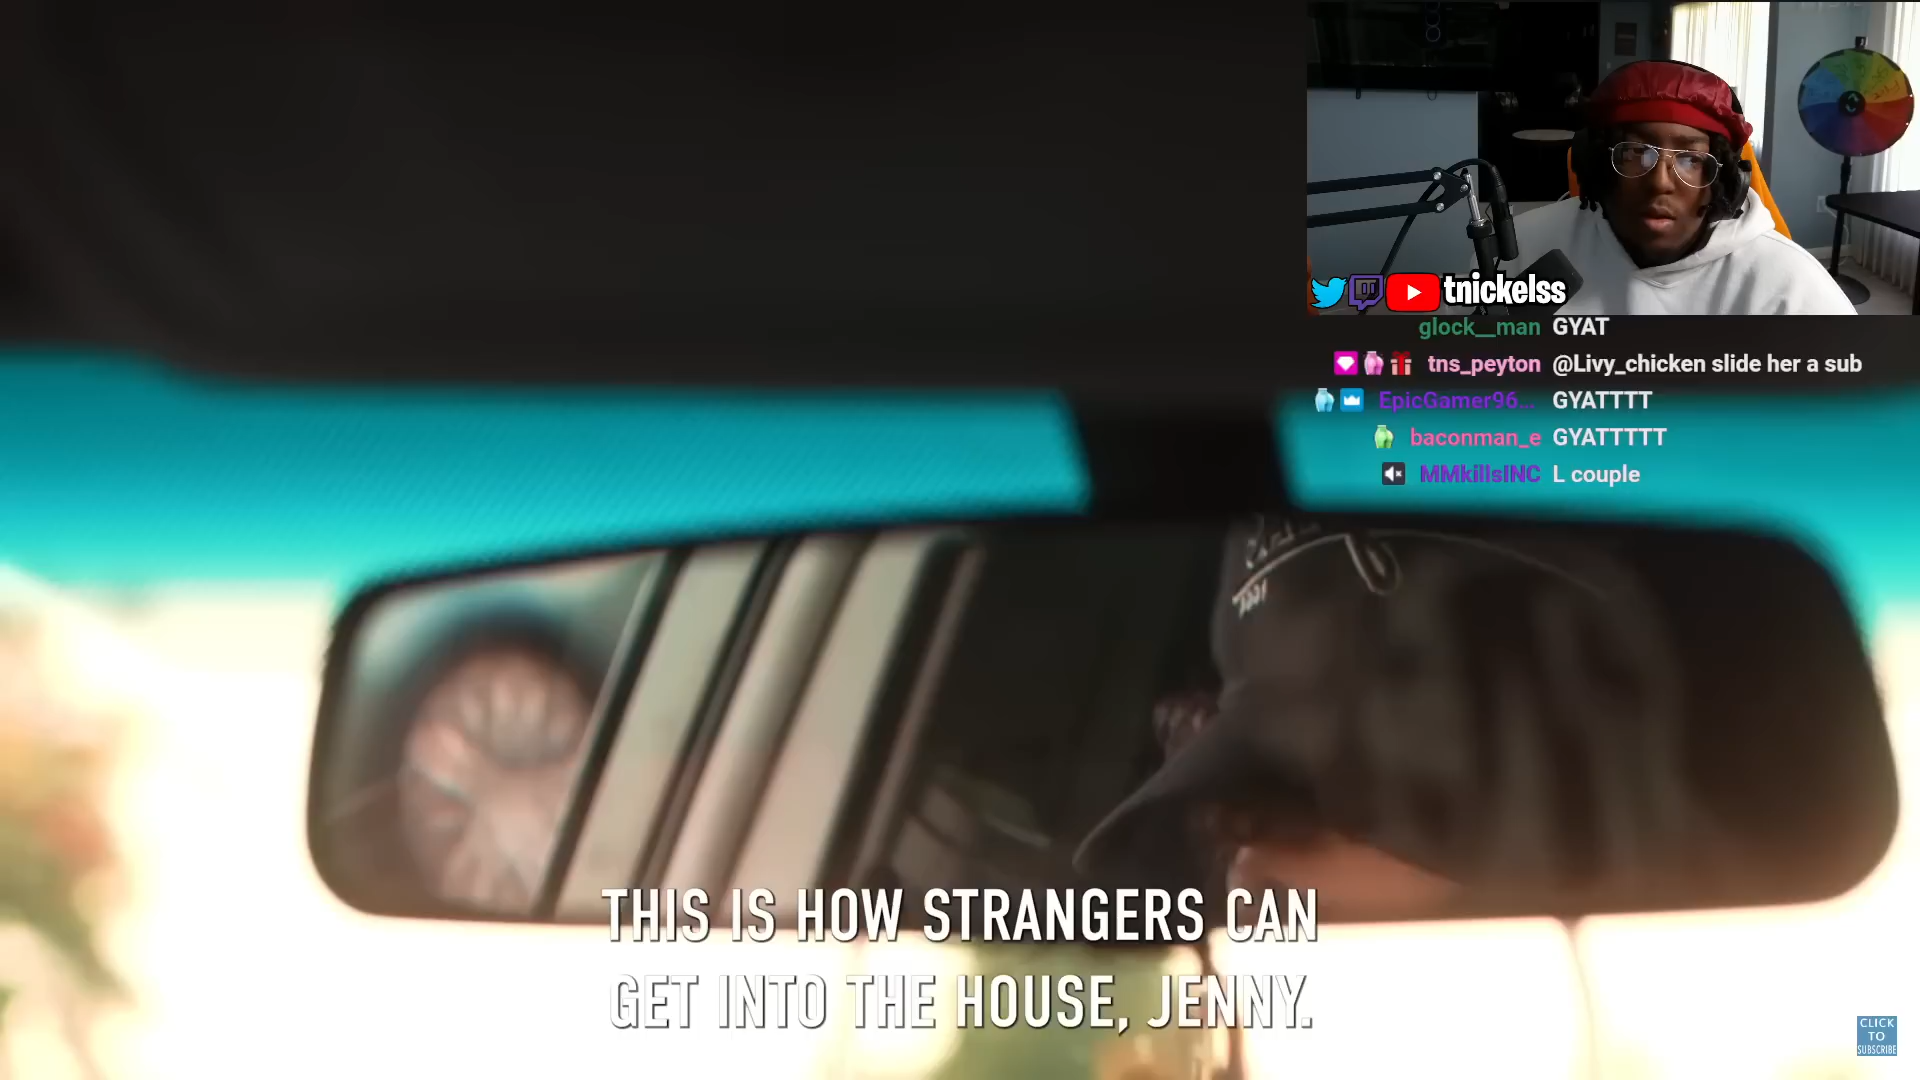 tnickelss
glock__man GYAT
tns_peyton @Livy_chicken slide her a sub
EpicGamer96... GYATTTT
baconman_e GYATTTTT
MMkillsINC L couple
THIS IS HOW STRANGERS CAN
GET INTO THE HOUSE, JENNY.
CLICK
TO
SUBSCRIBE